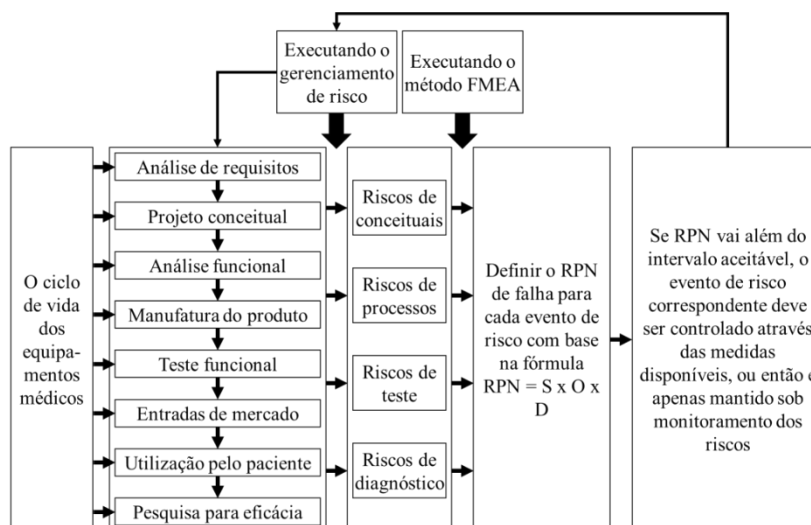 Executando o
gerenciamento
de risco
Executando o
método FMEA
O ciclo
de vida
dos
equipa-
mentos
médicos
Análise de requisitos
Projeto conceitual
Análise funcional
Manufatura do produto
Teste funcional
Entradas de mercado
Utilização pelo paciente
Pesquisa para eficácia
Riscos de
conceituais
Riscos de
processos
Riscos de
teste
Riscos de
diagnóstico
Definir o RPN
de falha para
cada evento de
risco com base
na fórmula
RPN = S x O x
D
Se RPN vai além do
intervalo aceitável, o
evento de risco
correspondente deve
ser controlado através
das medidas
disponíveis, ou então e
apenas mantido sob
monitoramento dos
riscos